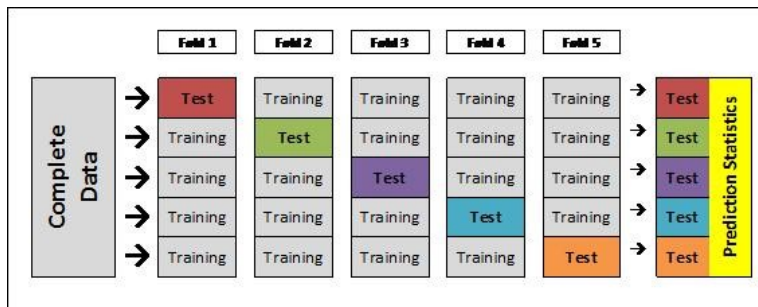 Fold 1 Fold 2 Fold 3 Fold 4 Fold 5
Complete Data
Test Training Training Training Training Test
Training Test Training Training Training Test
Training Training Test Training Training Test
Training Training Training Test Training Test
Training Training Training Training Test Test
Prediction Statistics